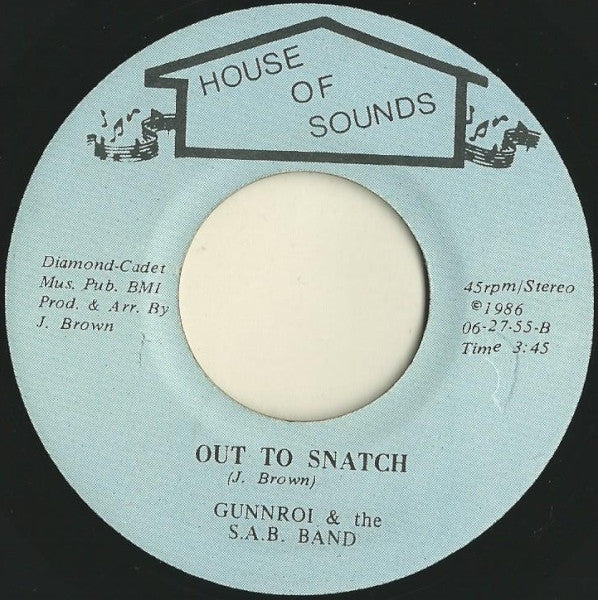 HOUSE
OF
SOUNDS
Diamond-Cadet
Mus. Pub. BMI
Prod. & Arr. By
J. Brown
45rpm/Stereo
©1986
06-27-55-B
Time 3:45
OUT TO SNATCH
(J. Brown)
GUNNROI & the
S.A.B. BAND